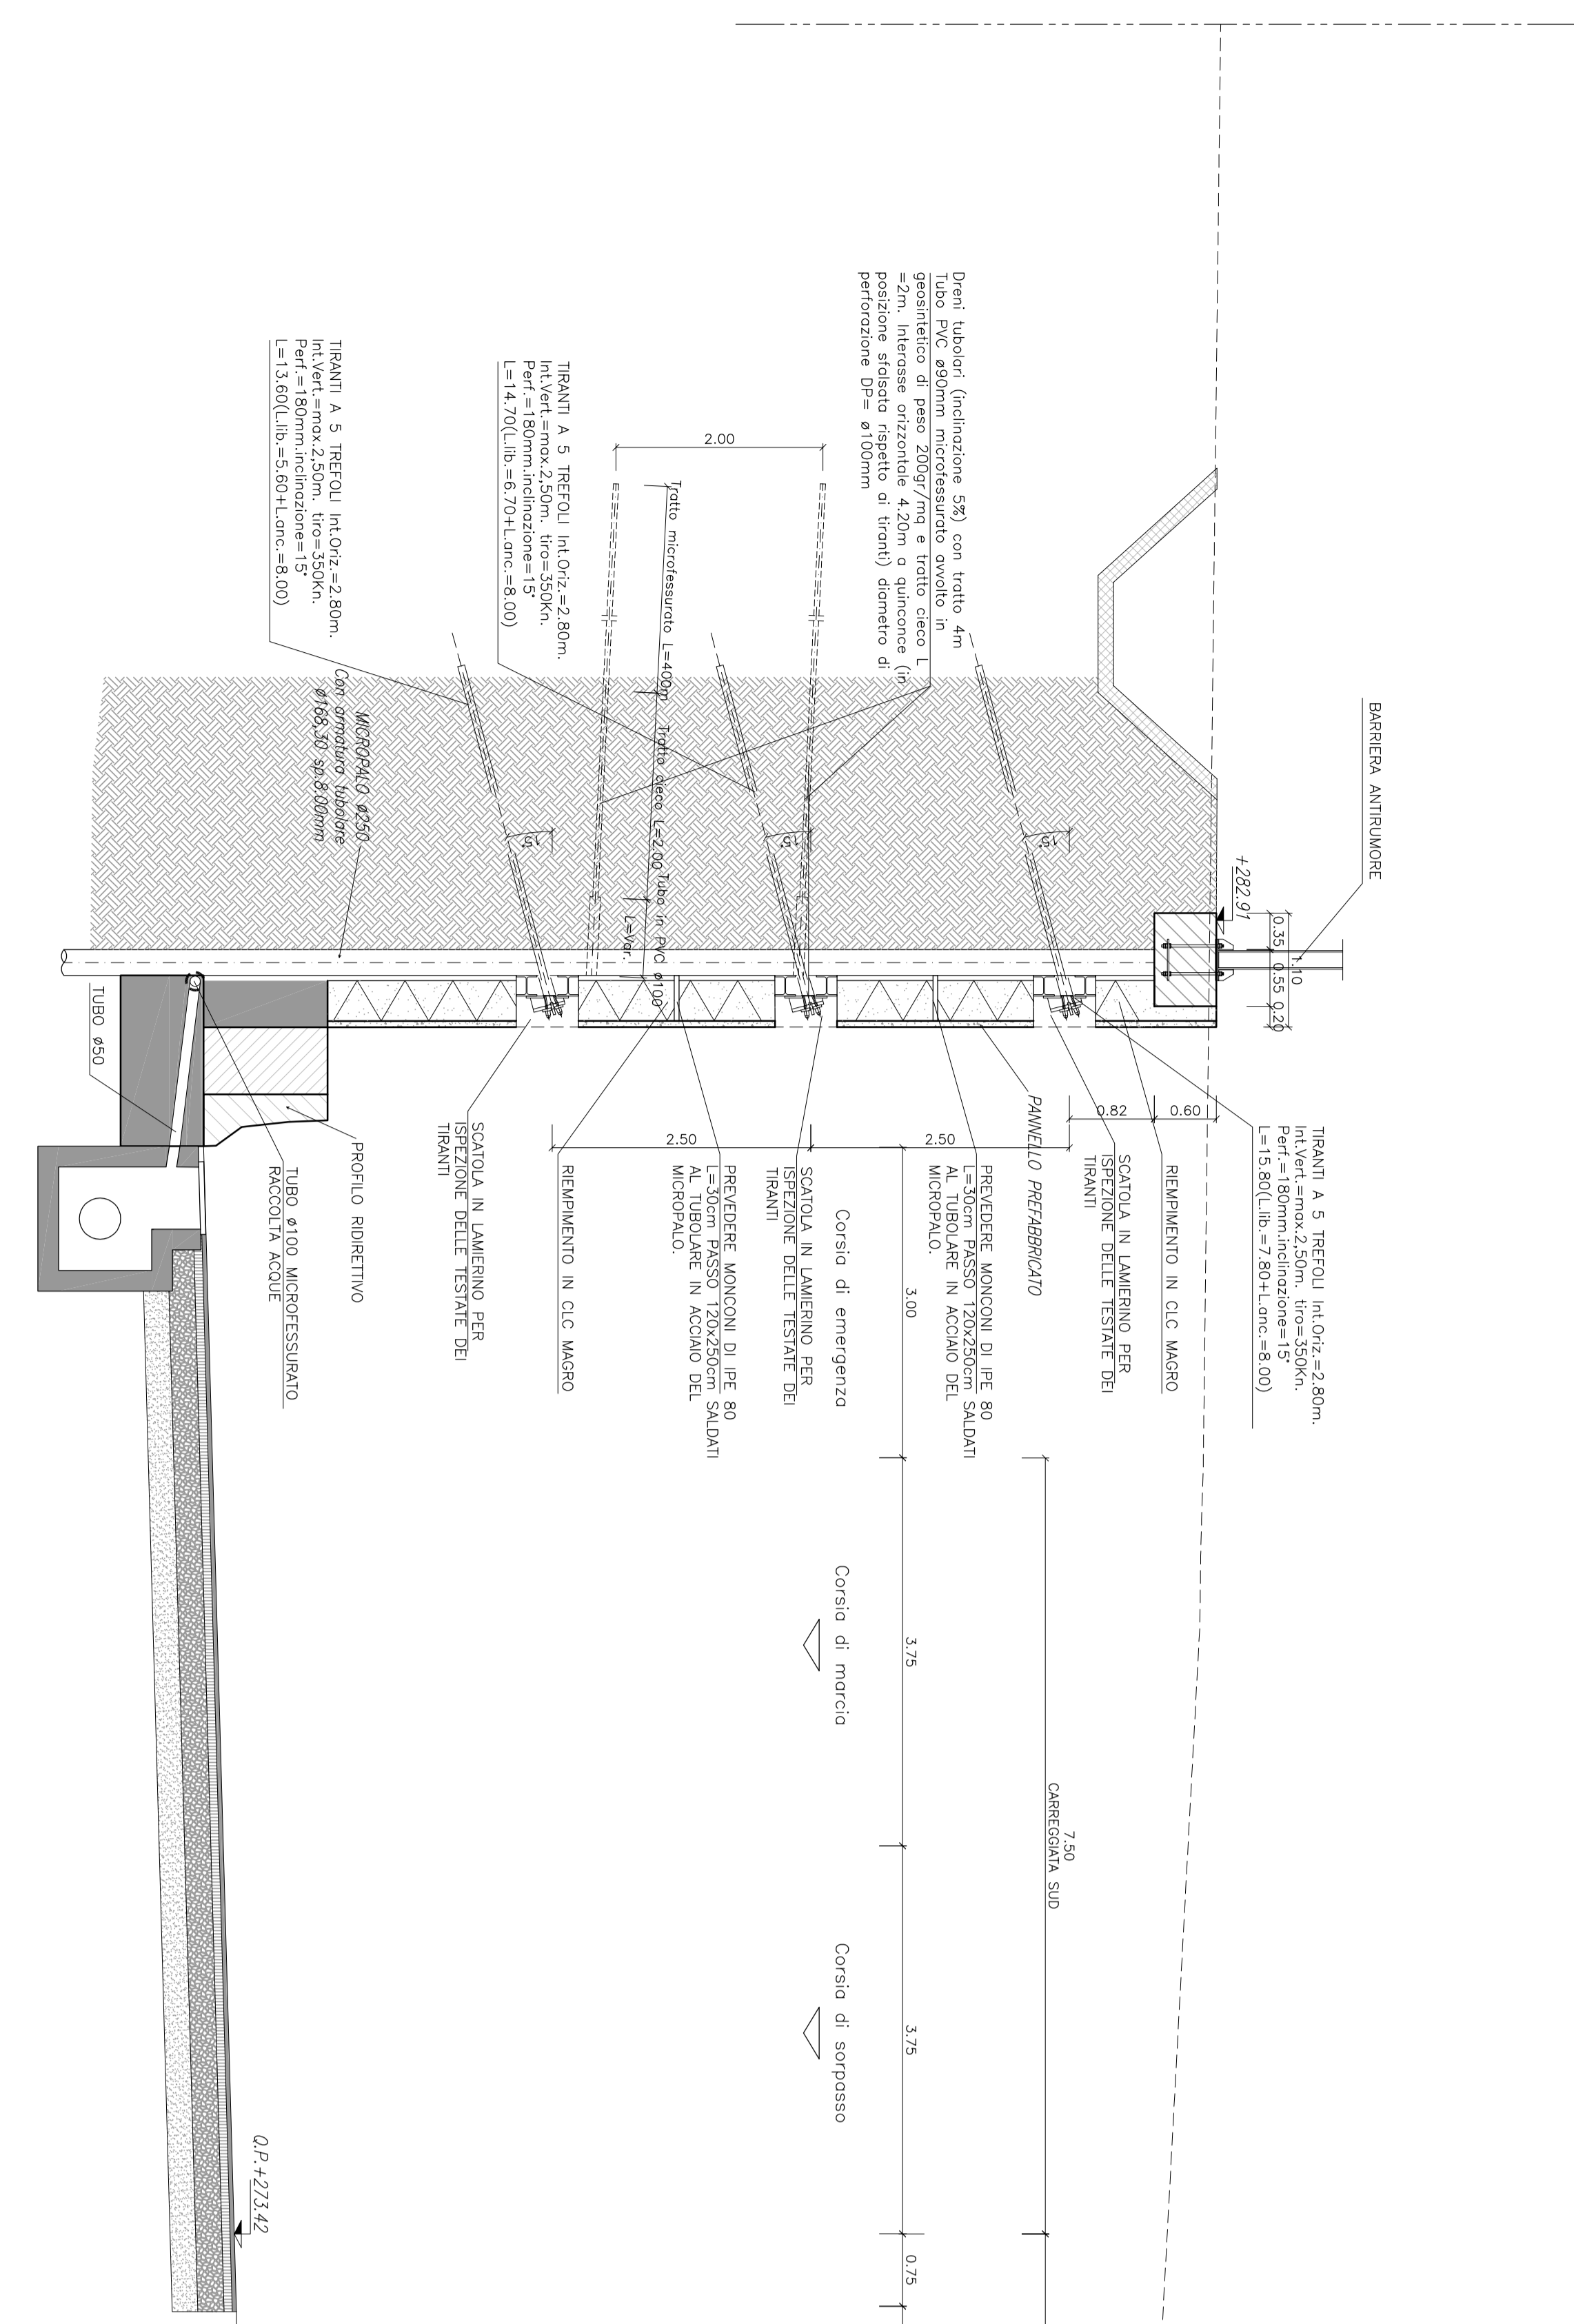 BARRIERA ANTIRUMORE
+282.91
0.35
0.55
0.20
1.10
TIRANTI A 5 TREFOLI Int.Oriz.=2.80m.
Int.Vert.=max.2,50m. tiro=350Kn.
Perf.=180mm.inclinazione=15°
L=15.80(L.lib.=7.80+L.anc.=8.00)
0.60
0.82
RIEMPIMENTO IN CLC MAGRO
SCATOLA IN LAMIERINO PER
ISPEZIONE DELLE TESTATE DEI
TIRANTI
7.50
CARREGGIATA SUD
PANNELLO PREFABBRICATO
Dreni tubolari (inclinazione 5%) con tratto 4m
Tubo PVC ø90mm microfessurato avvolto in
geosintetico di peso 200gr/mq e tratto cieco L
=2m. Interasse orizzontale 4.20m a quinconce (in
posizione sfalsata rispetto ai tiranti) diametro di
perforazione DP= ø100mm
15°
15°
15°
PREVEDERE MONCONI DI IPE 80
L=30cm PASSO 120x250cm SALDATI
AL TUBOLARE IN ACCIAIO DEL
MICROPALO.
2.50
2.50
3.00
3.75
3.75
0.75
Corsia di emergenza
Corsia di marcia
Corsia di sorpasso
SCATOLA IN LAMIERINO PER
ISPEZIONE DELLE TESTATE DEI
TIRANTI
2.00
PREVEDERE MONCONI DI IPE 80
L=30cm PASSO 120x250cm SALDATI
AL TUBOLARE IN ACCIAIO DEL
MICROPALO.
Tratto microfessurato L=400m
Tratto cieco L=2.00
Tubo in PVC ø100
L=Var.
TIRANTI A 5 TREFOLI Int.Oriz.=2.80m.
Int.Vert.=max.2,50m. tiro=350Kn.
Perf.=180mm.inclinazione=15°
L=14.70(L.lib.=6.70+L.anc.=8.00)
RIEMPIMENTO IN CLC MAGRO
SCATOLA IN LAMIERINO PER
ISPEZIONE DELLE TESTATE DEI
TIRANTI
MICROPALO ø250
Con armatura tubolare
ø168,30 sp.8.00mm
TIRANTI A 5 TREFOLI Int.Oriz.=2.80m.
Int.Vert.=max.2,50m. tiro=350Kn.
Perf.=180mm.inclinazione=15°
L=13.60(L.lib.=5.60+L.anc.=8.00)
PROFILO RIDIRETTIVO
TUBO ø100 MICROFESSURATO
RACCOLTA ACQUE
Q.P.+273.42
TUBO ø50